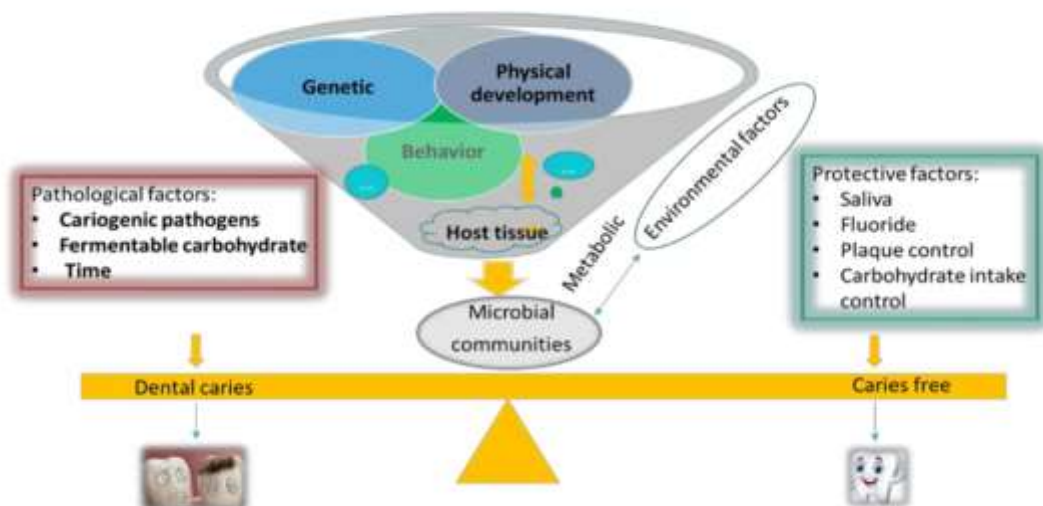 Genetic
Physical
development
Behavior
Host tissue
Metabolic
Environmental factors
Microbial
communities
Pathological factors:
• Cariogenic pathogens
• Fermentable carbohydrate
• Time
Protective factors:
• Saliva
• Fluoride
• Plaque control
• Carbohydrate intake
control
Dental caries
Caries free